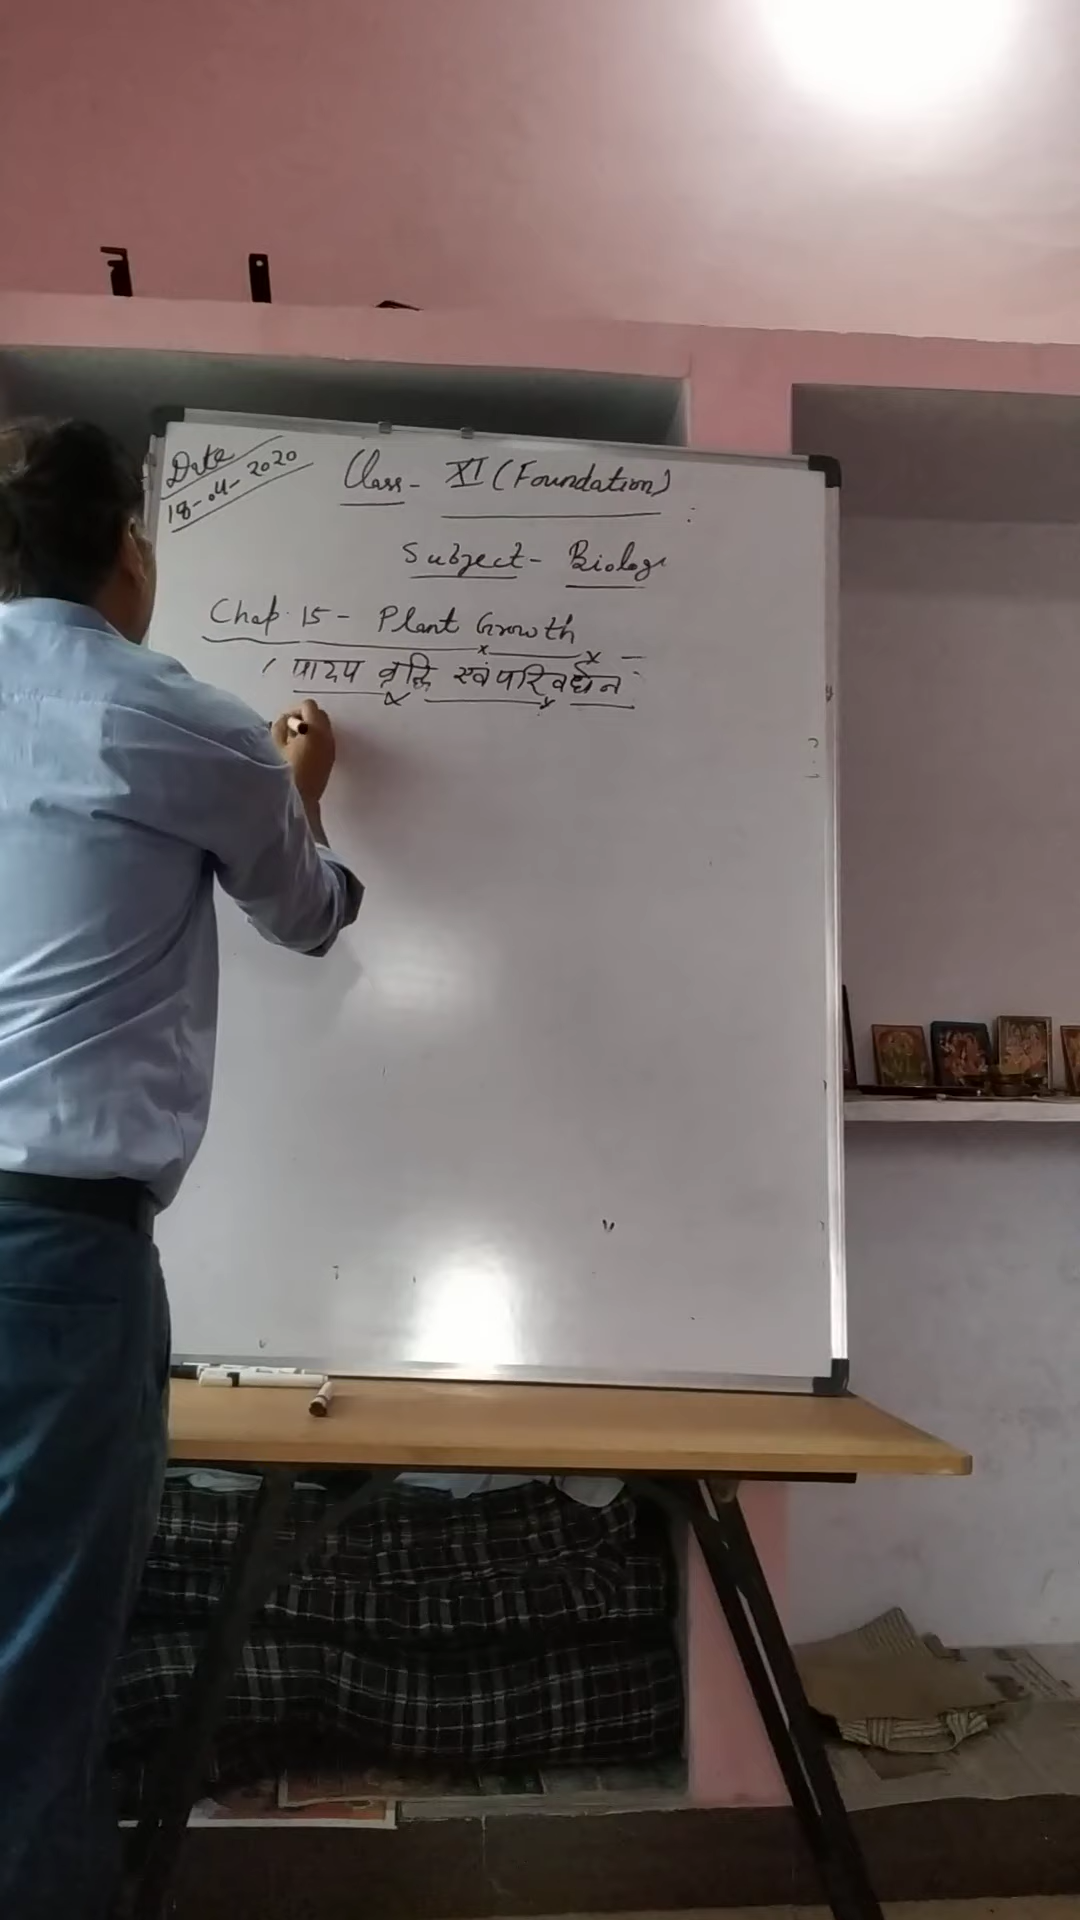 Date
18-04-2020
Class - XI (Foundation)
Subject - Biology
Chap. 15 - Plant Growth
( पादप वृद्धि एवं परिवर्धन